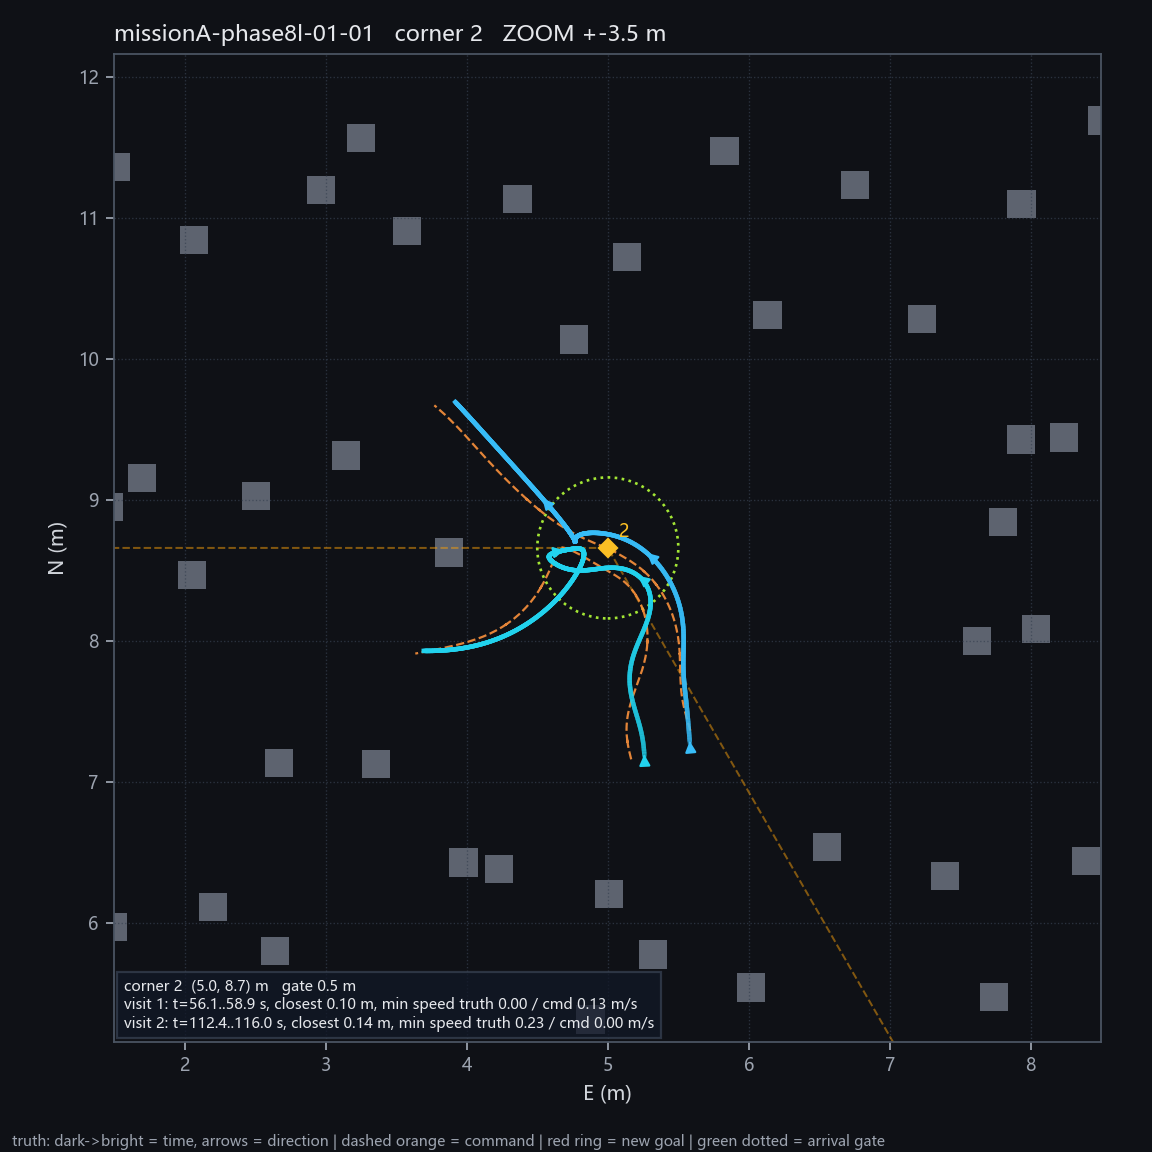 missionA-phase8l-01-01   corner 2   ZOOM +-3.5 m
12
11
10
9
8
7
6
N (m)
2
corner 2  (5.0, 8.7) m   gate 0.5 m
visit 1: t=56.1..58.9 s, closest 0.10 m, min speed truth 0.00 / cmd 0.13 m/s
visit 2: t=112.4..116.0 s, closest 0.14 m, min speed truth 0.23 / cmd 0.00 m/s
2 3 4 5 6 7 8
E (m)
truth: dark->bright = time, arrows = direction | dashed orange = command | red ring = new goal | green dotted = arrival gate